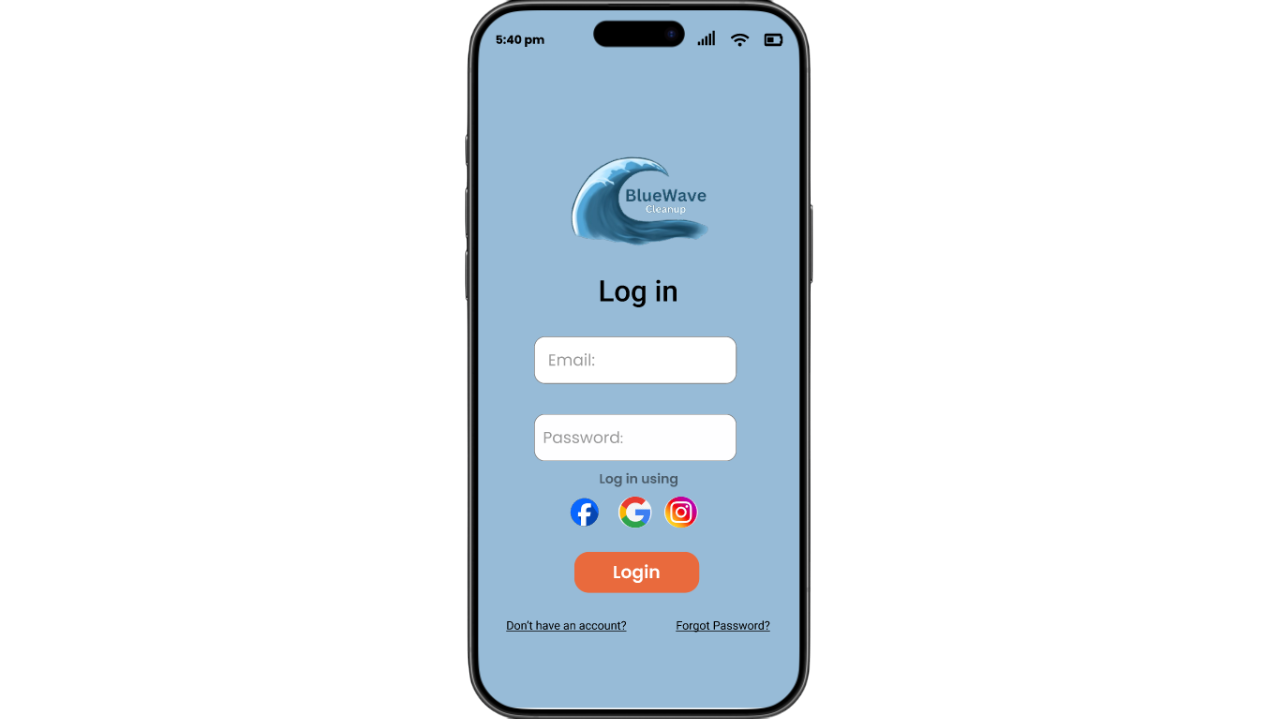 5:40 pm
BlueWave
Cleanup
Log in
Email:
Password:
Log in using
Login
Don't have an account? Forgot Password?